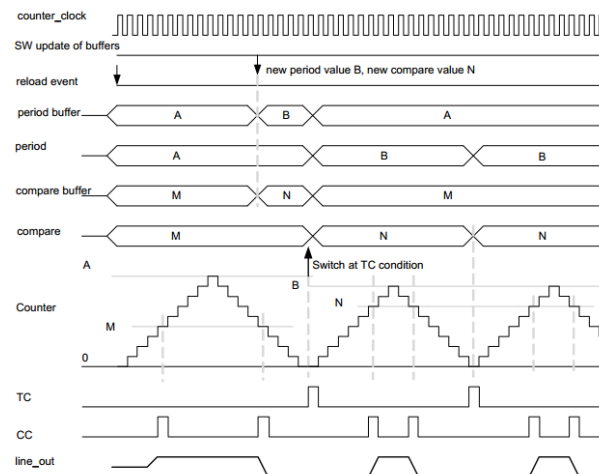 counter_clock
SW update of buffers
new period value B, new compare value N
reload event
period buffer A B A
period A B B
compare buffer M N M
compare M N N
A Switch at TC condition
B
Counter N
M
0
TC
CC
line_out